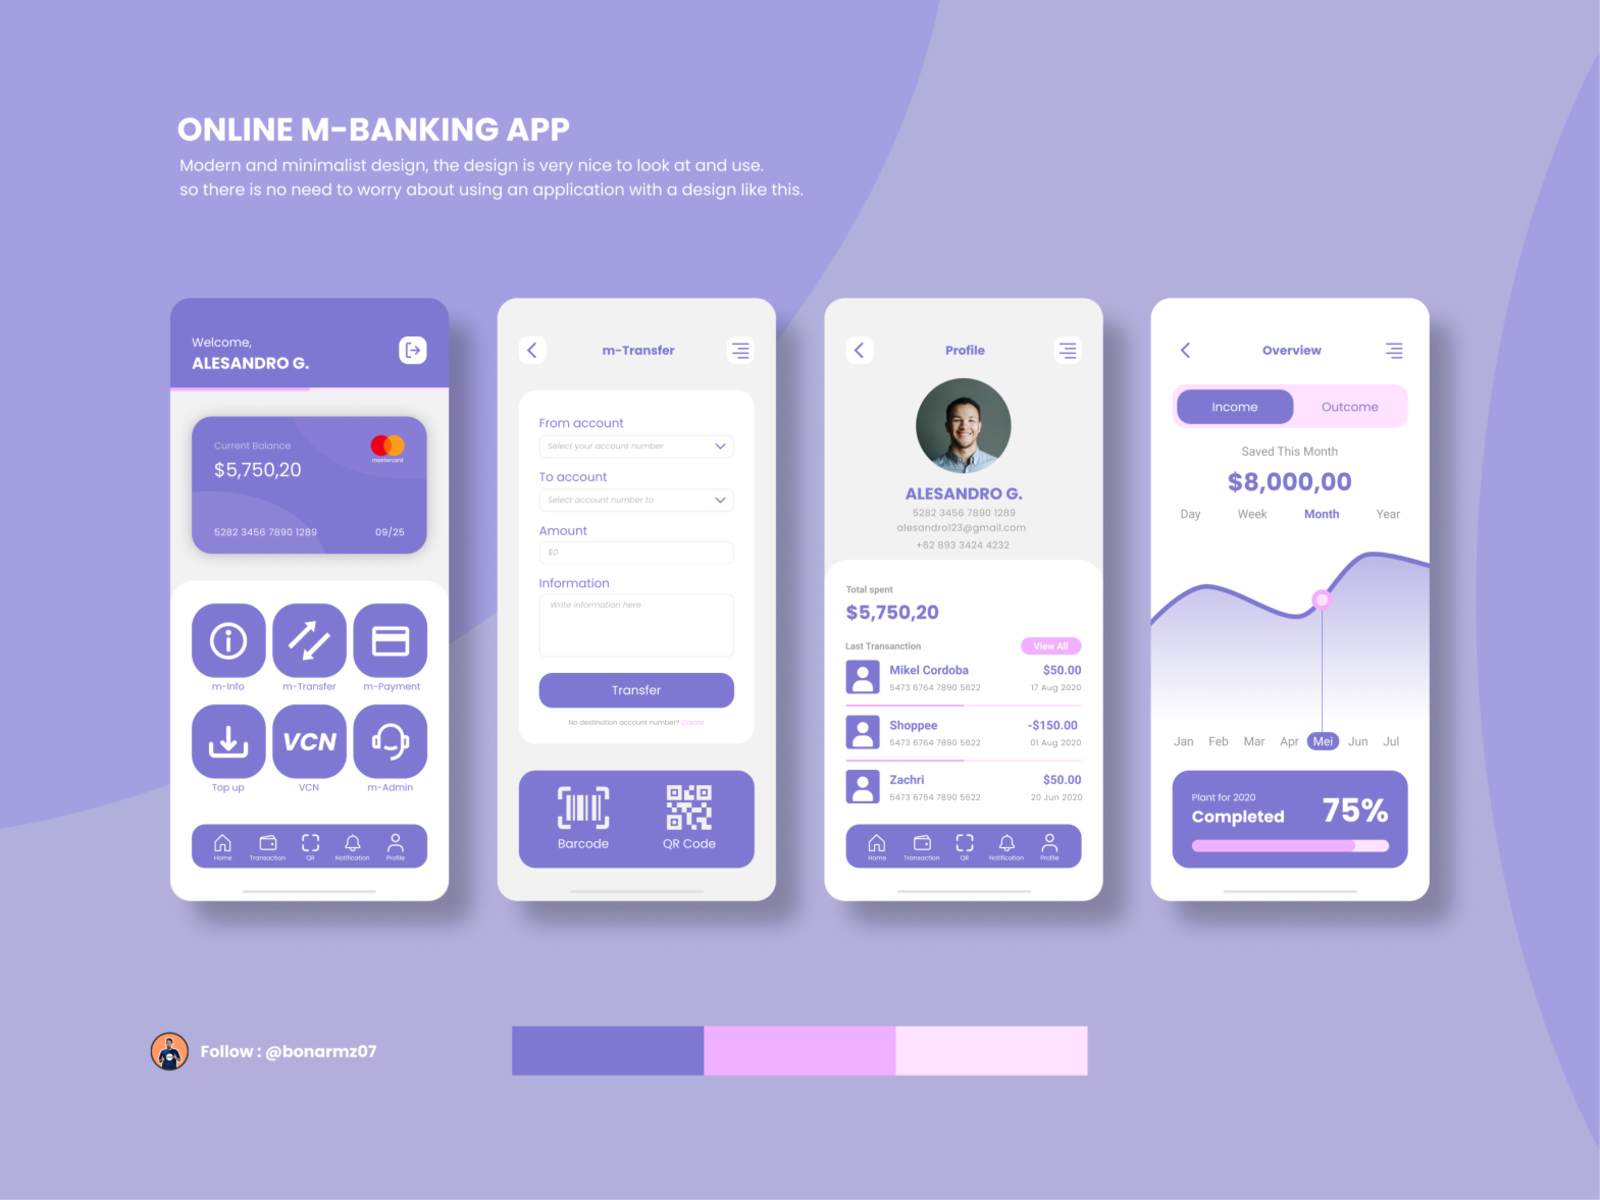 ONLINE M-BANKING APP
Modern and minimalist design, the design is very nice to look at and use.
so there is no need to worry about using an application with a design like this.
Welcome,
ALESANDRO G.
Current Balance
$5,750,20
mastercard
5282 3456 7890 1289 09/25
m-Info m-Transfer m-Payment
VCN
Top up VCN m-Admin
Home Transaction QR Notification Profile
m-Transfer
From account
Select your account number
To account
Select account number to
Amount
$0
Information
Write information here
Transfer
No destination account number? Create
Barcode QR Code
Profile
ALESANDRO G.
5282 3456 7890 1289
alesandro123@gmail.com
+62 893 3424 4232
Total spent
$5,750,20
Last Transanction View All
Mikel Cordoba $50.00
5473 6764 7890 5622 17 Aug 2020
Shoppee -$150.00
5473 6764 7890 5622 01 Aug 2020
Zachri $50.00
5473 6764 7890 5622 20 Jun 2020
Home Transaction QR Notification Profile
Overview
Income Outcome
Saved This Month
$8,000,00
Day Week Month Year
Jan Feb Mar Apr Mei Jun Jul
Plant for 2020
Completed 75%
Follow : @bonarmz07